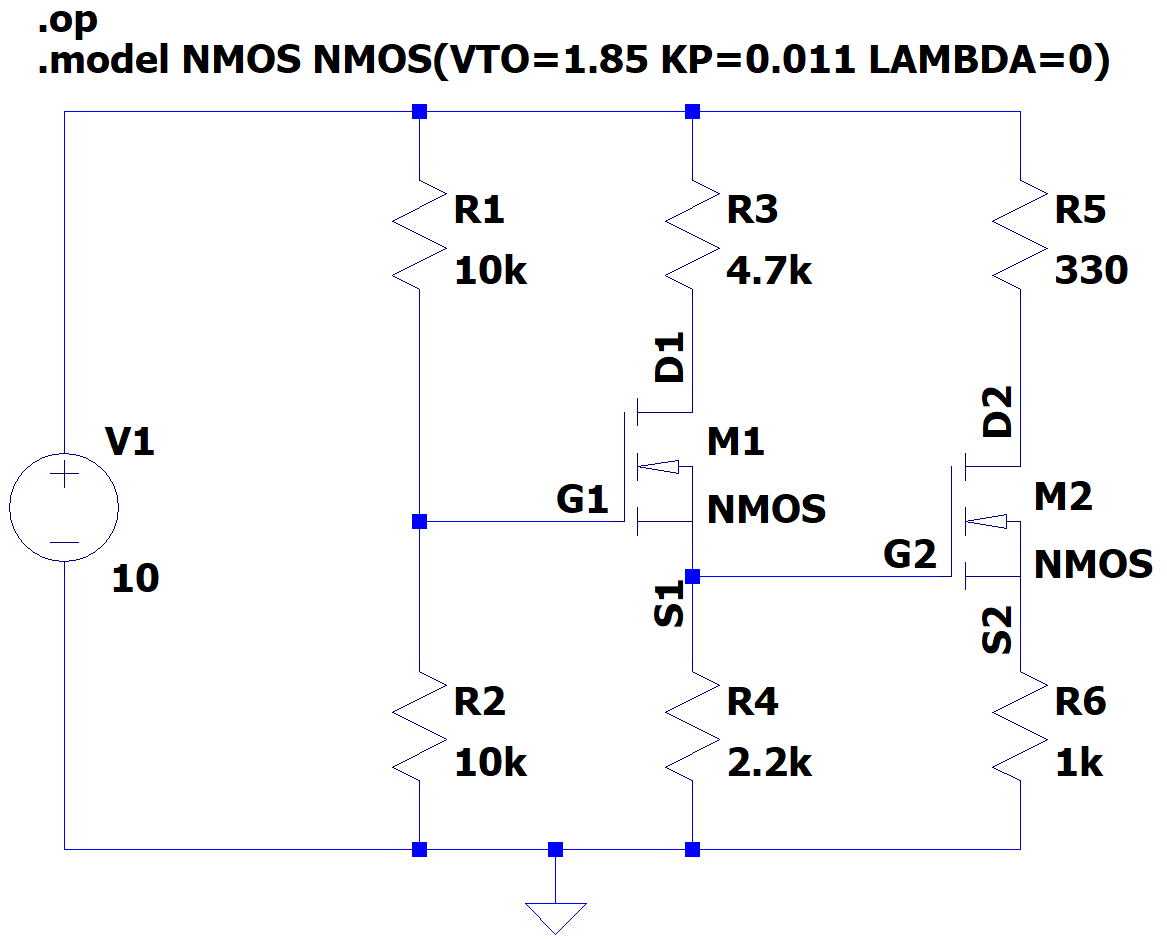 .op
.model NMOS NMOS(VTO=1.85 KP=0.011 LAMBDA=0)
R1
10k
R3
4.7k
R5
330
D1
D2
V1
10
M1
NMOS
G1
M2
NMOS
G2
S1
S2
R2
10k
R4
2.2k
R6
1k